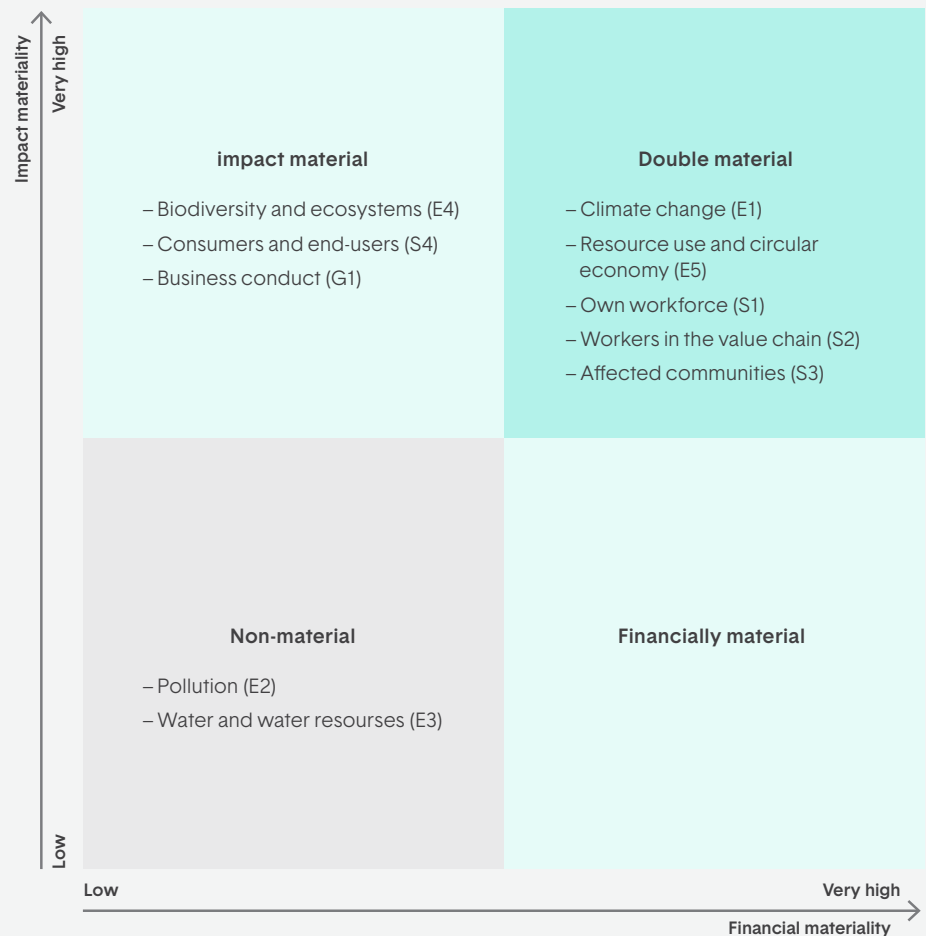 Impact materiality
Very high
impact material
– Biodiversity and ecosystems (E4)
– Consumers and end-users (S4)
– Business conduct (G1)
Double material
– Climate change (E1)
– Resource use and circular
economy (E5)
– Own workforce (S1)
– Workers in the value chain (S2)
– Affected communities (S3)
Non-material
– Pollution (E2)
– Water and water resourses (E3)
Financially material
Low
Low
Very high
Financial materiality